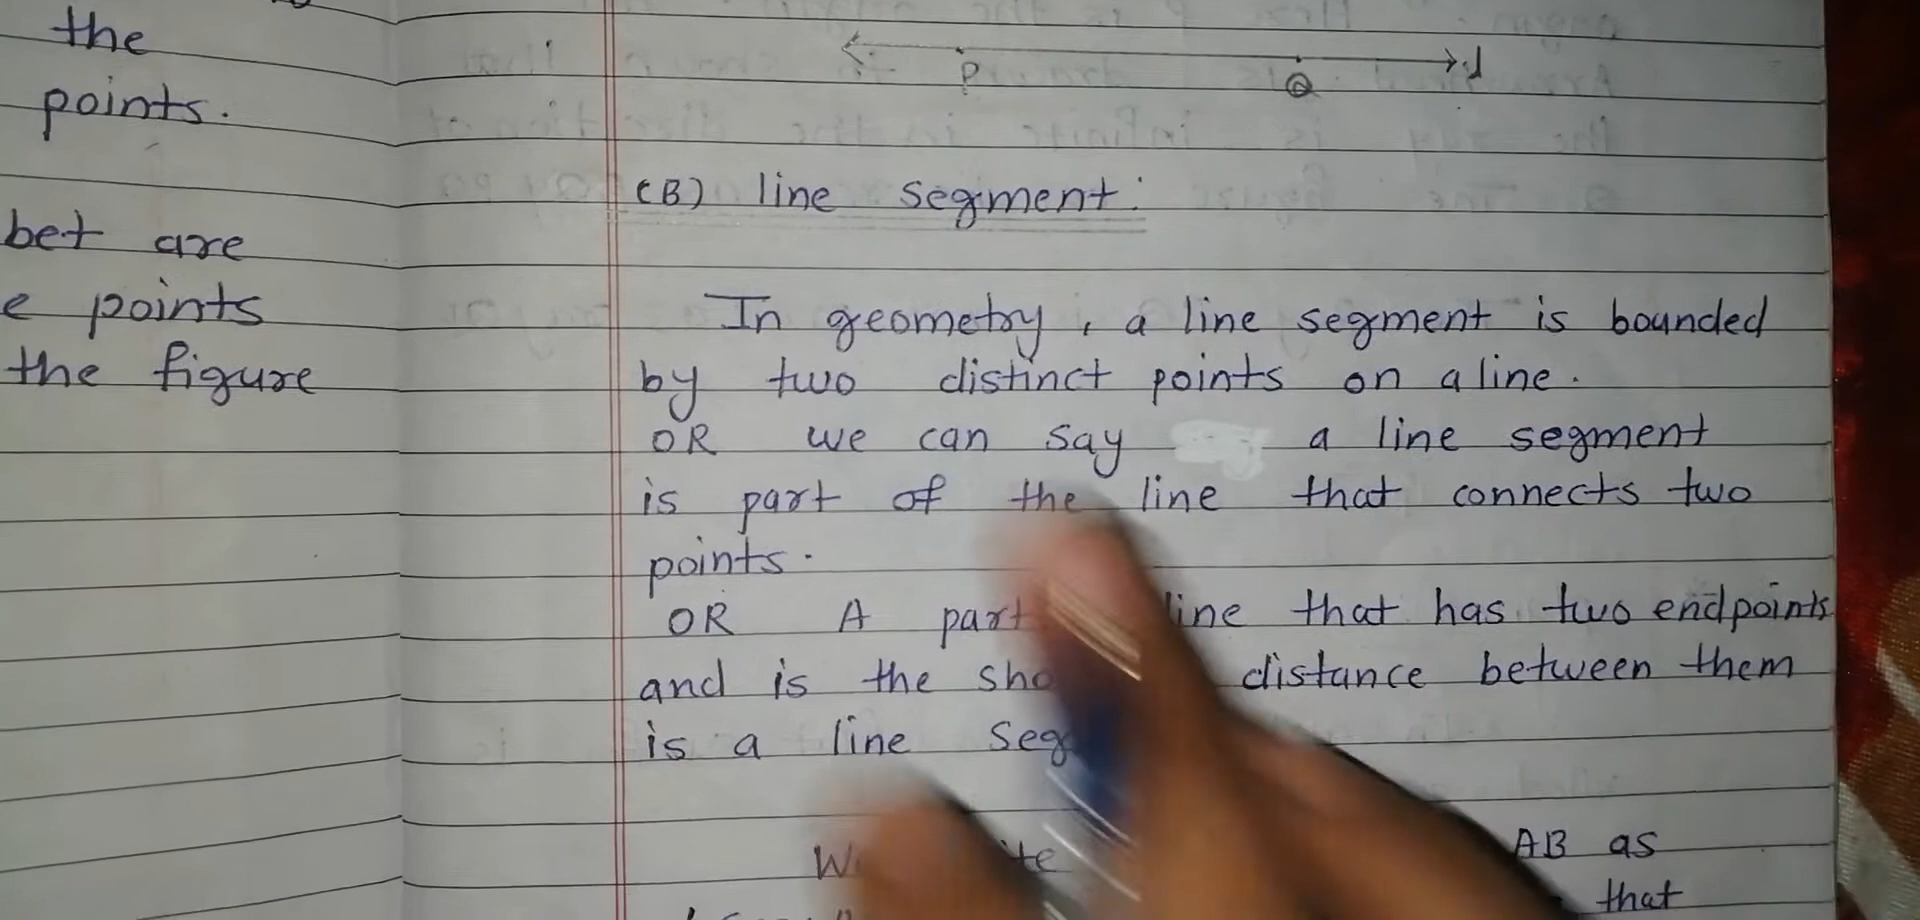 the
points.
bet are
e points
the figure
P Q l
(B) line segment:
In geometry, a line segment is bounded
by two distinct points on a line.
OR we can say a line segment
is part of the line that connects two
points.
OR A part line that has two endpoints
and is the distance between them
is a line
AB as
that